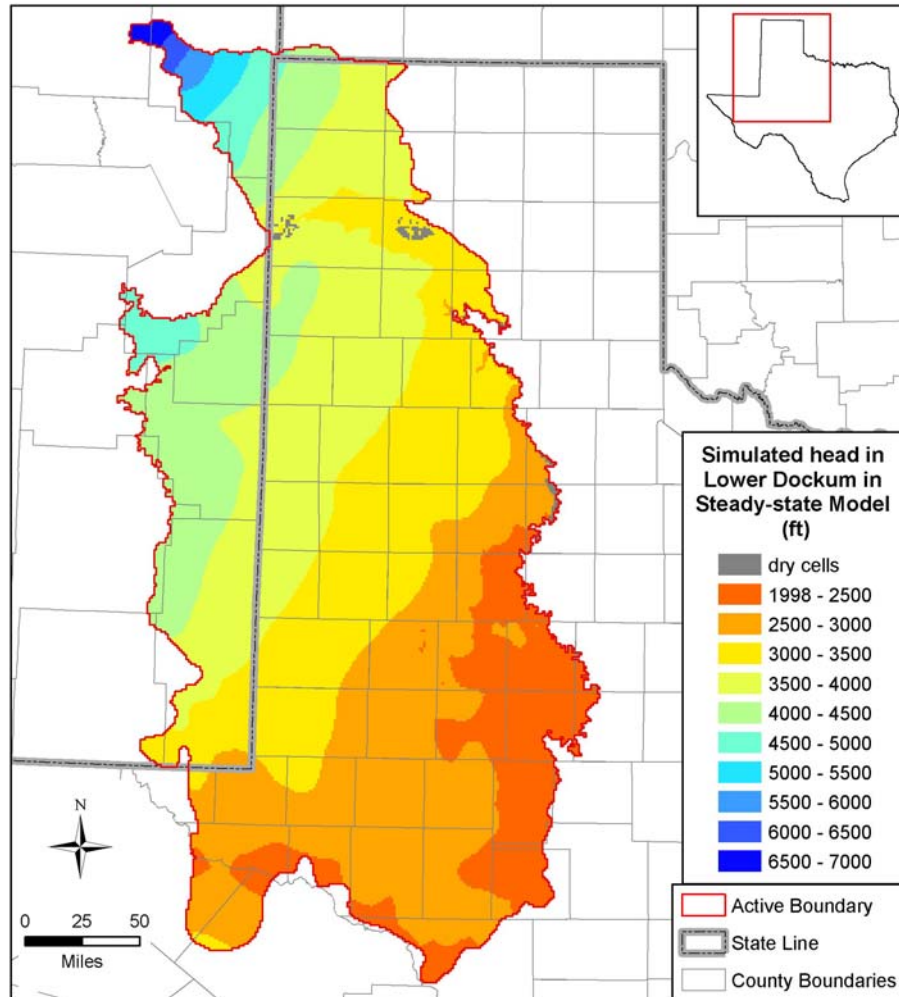 Simulated head in
Lower Dockum in
Steady-state Model
(ft)
dry cells
1998 - 2500
2500 - 3000
3000 - 3500
3500 - 4000
4000 - 4500
4500 - 5000
5000 - 5500
5500 - 6000
6000 - 6500
6500 - 7000
N
0 25 50
Miles
Active Boundary
State Line
County Boundaries